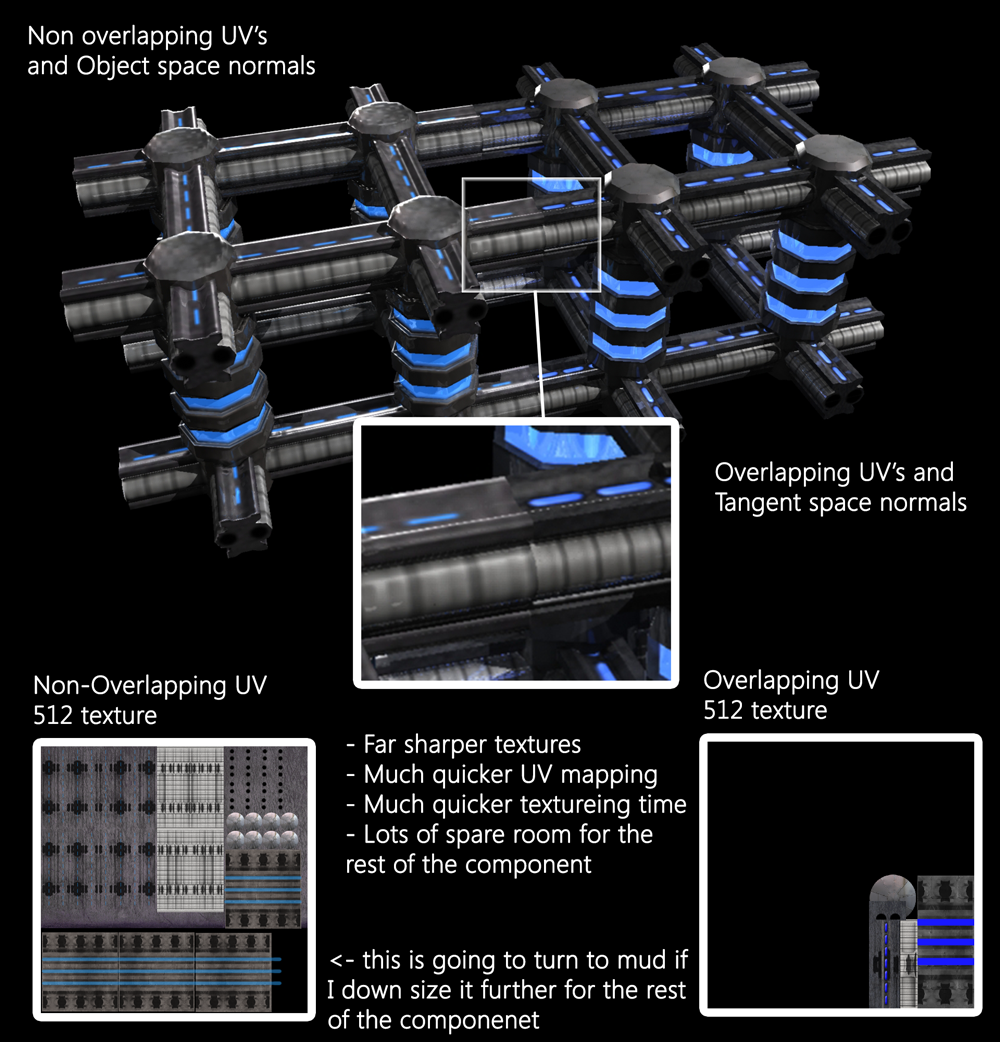 Non overlapping UV's
and Object space normals
Overlapping UV's and
Tangent space normals
Non-Overlapping UV
512 texture
Overlapping UV
512 texture
- Far sharper textures
- Much quicker UV mapping
- Much quicker textureing time
- Lots of spare room for the
rest of the component
<- this is going to turn to mud if
I down size it further for the rest
of the componenet